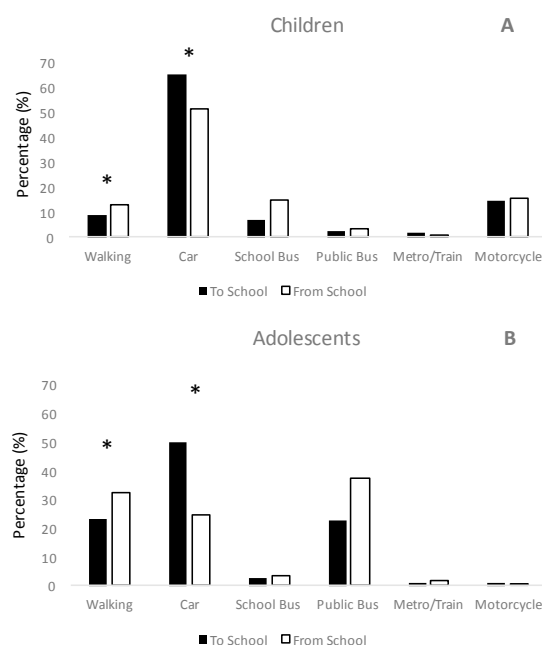 Children
A
*
*
Percentage (%)
70
60
50
40
30
20
10
0
Walking Car School Bus Public Bus Metro/Train Motorcycle
To School From School
Adolescents
B
*
*
Percentage (%)
70
60
50
40
30
20
10
0
Walking Car School Bus Public Bus Metro/Train Motorcycle
To School From School